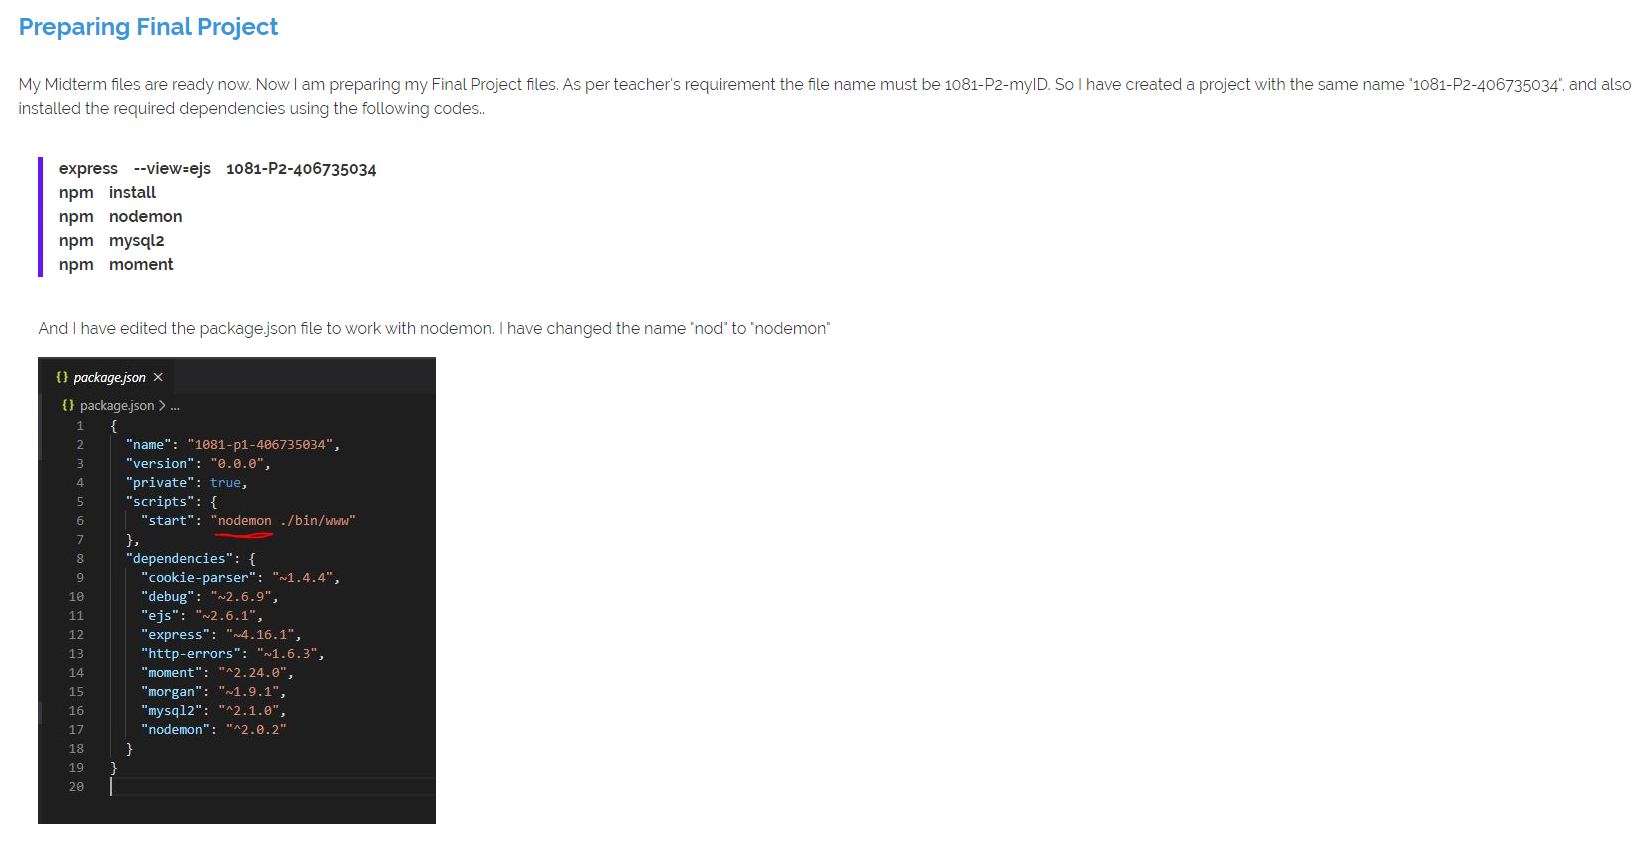 Preparing Final Project
My Midterm files are ready now. Now I am preparing my Final Project files. As per teacher's requirement the file name must be 1081-P2-myID. So I have created a project with the same name "1081-P2-406735034", and also
installed the required dependencies using the following codes..
express --view=ejs 1081-P2-406735034
npm install
npm nodemon
npm mysql2
npm moment
And I have edited the package.json file to work with nodemon. I have changed the name "nod" to "nodemon"
{} package.json ×
{} package.json > ...
1 {
2 "name": "1081-p1-406735034",
3 "version": "0.0.0",
4 "private": true,
5 "scripts": {
6 "start": "nodemon ./bin/www"
7 },
8 "dependencies": {
9 "cookie-parser": "~1.4.4",
10 "debug": "~2.6.9",
11 "ejs": "~2.6.1",
12 "express": "~4.16.1",
13 "http-errors": "~1.6.3",
14 "moment": "^2.24.0",
15 "morgan": "~1.9.1",
16 "mysql2": "^2.1.0",
17 "nodemon": "^2.0.2"
18 }
19 }
20